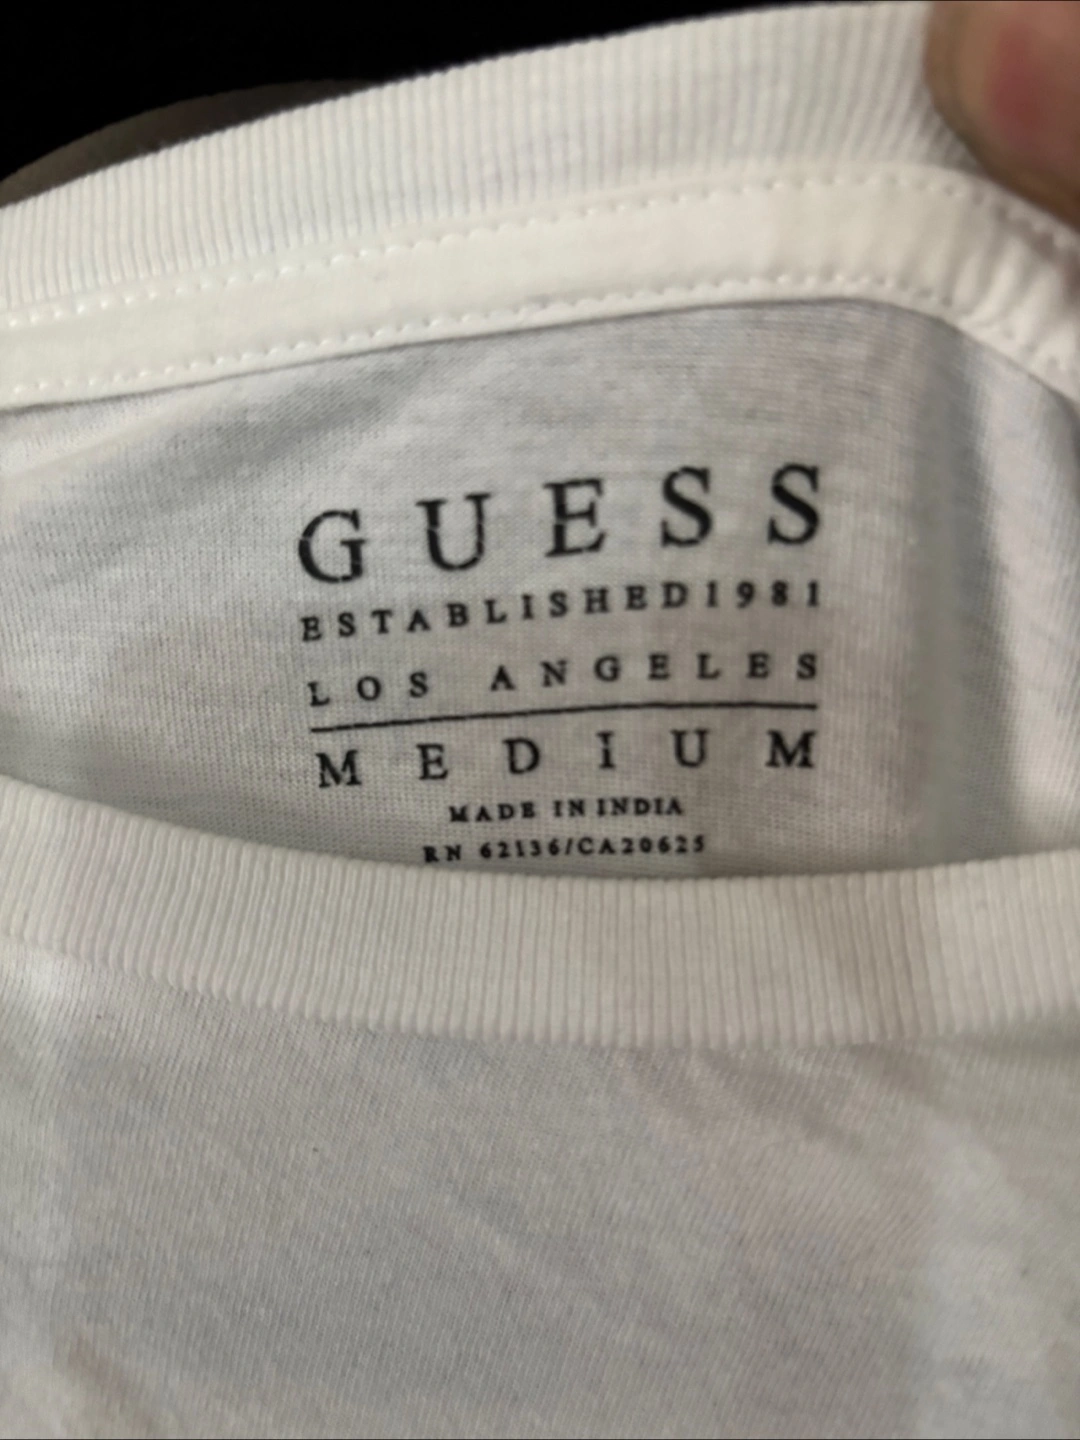 GUESS
ESTABLISHED1981
LOS ANGELES
MEDIUM
MADE IN INDIA
RN 62136/CA20625